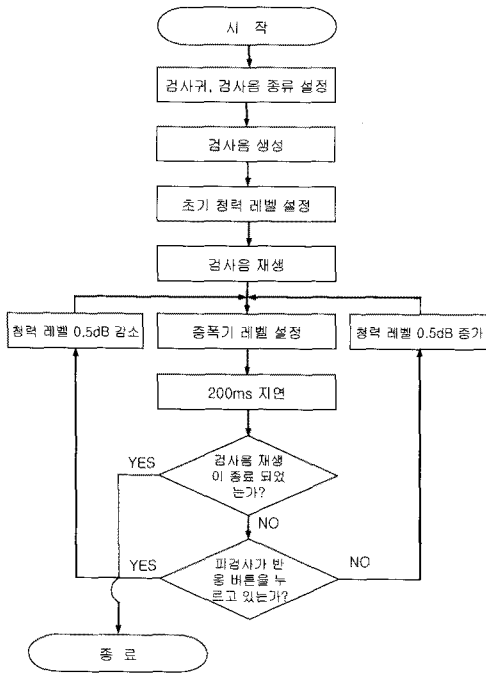 시 작
검사귀, 검사음 종류 설정
검사음 생성
초기 청력 레벨 설정
검사음 재생
청력 레벨 0.5dB 감소
증폭기 레벨 설정
청력 레벨 0.5dB 증가
200ms 지연
YES
검사음 재생
이 종료 되었
는가?
NO
YES
피검사가 반
응 버튼을 누
르고 있는가?
NO
종 료